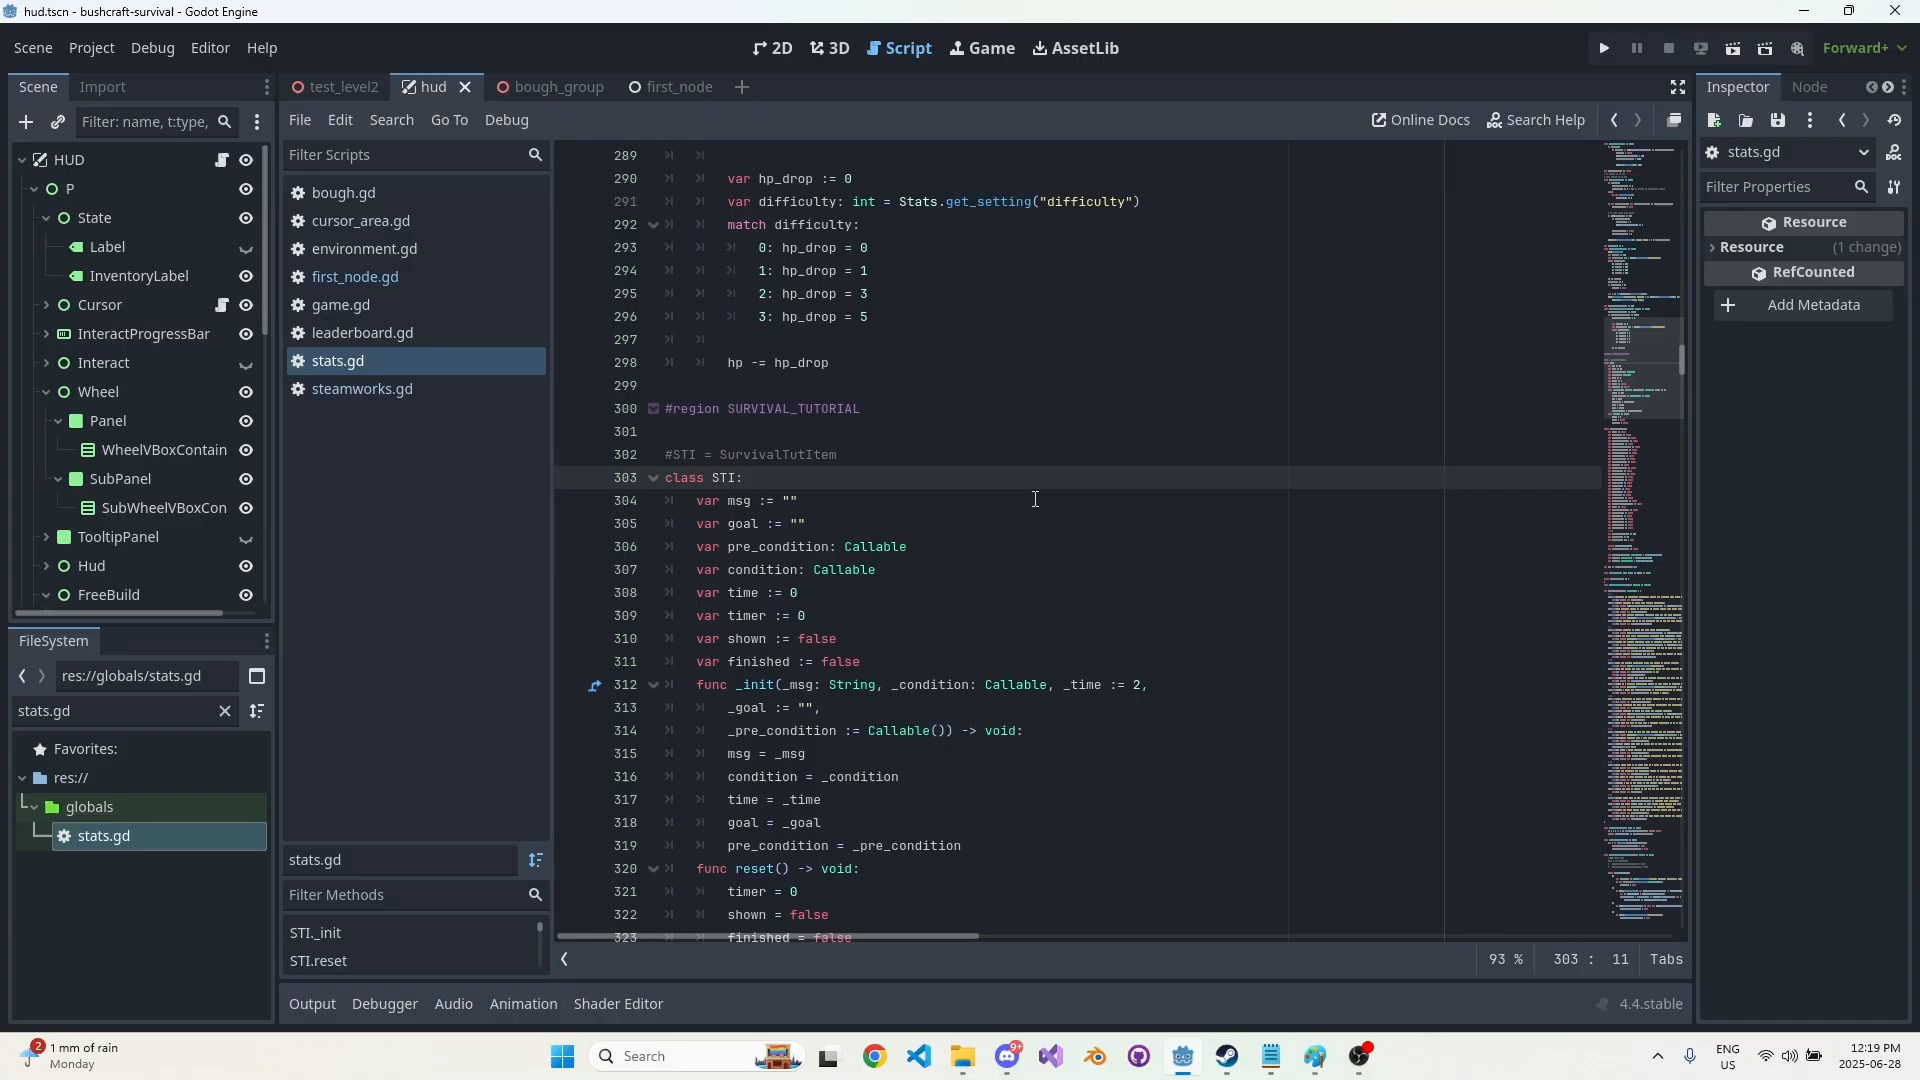 hud.tscn - bushcraft-survival - Godot Engine
Scene Project Debug Editor Help
2D 3D Script Game AssetLib
Forward+
Scene Import
test_level2 hud bough_group first_node
Inspector Node
Filter: name, t:type,
File Edit Search Go To Debug
Online Docs Search Help
HUD
P
State
Label
InventoryLabel
Cursor
InteractProgressBar
Interact
Wheel
Panel
WheelVBoxContain
SubPanel
SubWheelVBoxCon
TooltipPanel
Hud
FreeBuild
FileSystem
res://globals/stats.gd
stats.gd
Favorites:
res://
globals
stats.gd
Filter Scripts
bough.gd
cursor_area.gd
environment.gd
first_node.gd
game.gd
leaderboard.gd
stats.gd
steamworks.gd
stats.gd
Filter Methods
STI._init
STI.reset
289
290 var hp_drop := 0
291 var difficulty: int = Stats.get_setting("difficulty")
292 match difficulty:
293 0: hp_drop = 0
294 1: hp_drop = 1
295 2: hp_drop = 3
296 3: hp_drop = 5
297
298 hp -= hp_drop
299
300 #region SURVIVAL_TUTORIAL
301
302 #STI = SurvivalTutItem
303 class STI:
304 var msg := ""
305 var goal := ""
306 var pre_condition: Callable
307 var condition: Callable
308 var time := 0
309 var timer := 0
310 var shown := false
311 var finished := false
312 func _init(_msg: String, _condition: Callable, _time := 2,
313 _goal := "",
314 _pre_condition := Callable()) -> void:
315 msg = _msg
316 condition = _condition
317 time = _time
318 goal = _goal
319 pre_condition = _pre_condition
320 func reset() -> void:
321 timer = 0
322 shown = false
323 finished = false
93 % 303 : 11 Tabs
Output Debugger Audio Animation Shader Editor
4.4.stable
stats.gd
Filter Properties
Resource
Resource (1 change)
RefCounted
Add Metadata
2
1 mm of rain
Monday
Search
9+
ENG
US
12:19 PM
2025-06-28